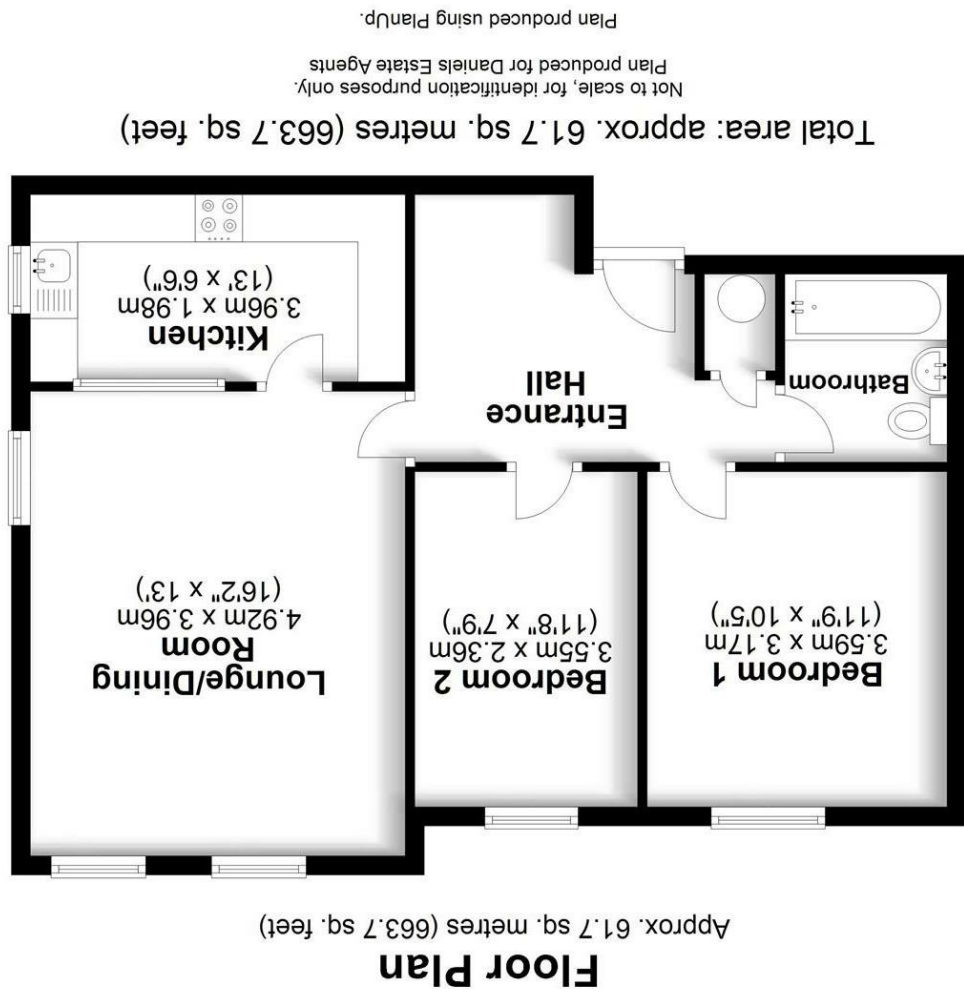 Floor Plan
Approx. 61.7 sq. metres (663.7 sq. feet)
Bedroom 1
3.59m x 3.17m
(11'9" x 10'5")
Bedroom 2
3.55m x 2.36m
(11'8" x 7'9")
Lounge/Dining
Room
4.92m x 3.96m
(16'2" x 13')
Bathroom
Entrance
Hall
Kitchen
3.96m x 1.98m
(13' x 6'6")
Total area: approx. 61.7 sq. metres (663.7 sq. feet)
Not to scale, for identification purposes only.
Plan produced for Daniels Estate Agents
Plan produced using PlanUp.